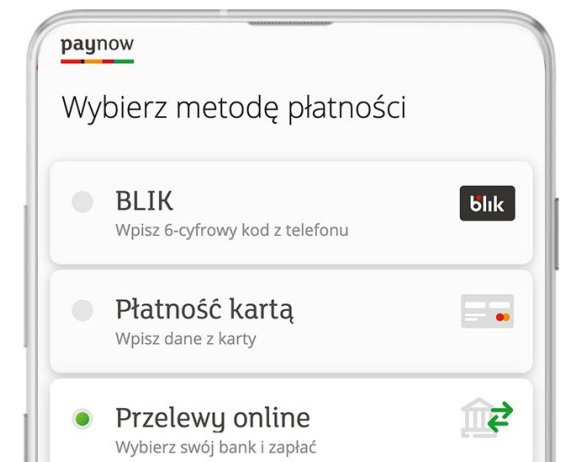 paynow
Wybierz metodę płatności
BLIK
blık
Wpisz 6-cyfrowy kod z telefonu
Płatność kartą
Wpisz dane z karty
Przelewy online
Wybierz swój bank i zapłać